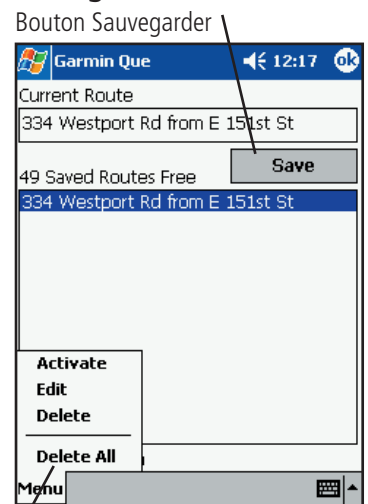 Bouton Sauvegarder
Garmin Que 12:17 ok
Current Route
334 Westport Rd from E 151st St
Save
49 Saved Routes Free
334 Westport Rd from E 151st St
Activate
Edit
Delete
Delete All
Menu